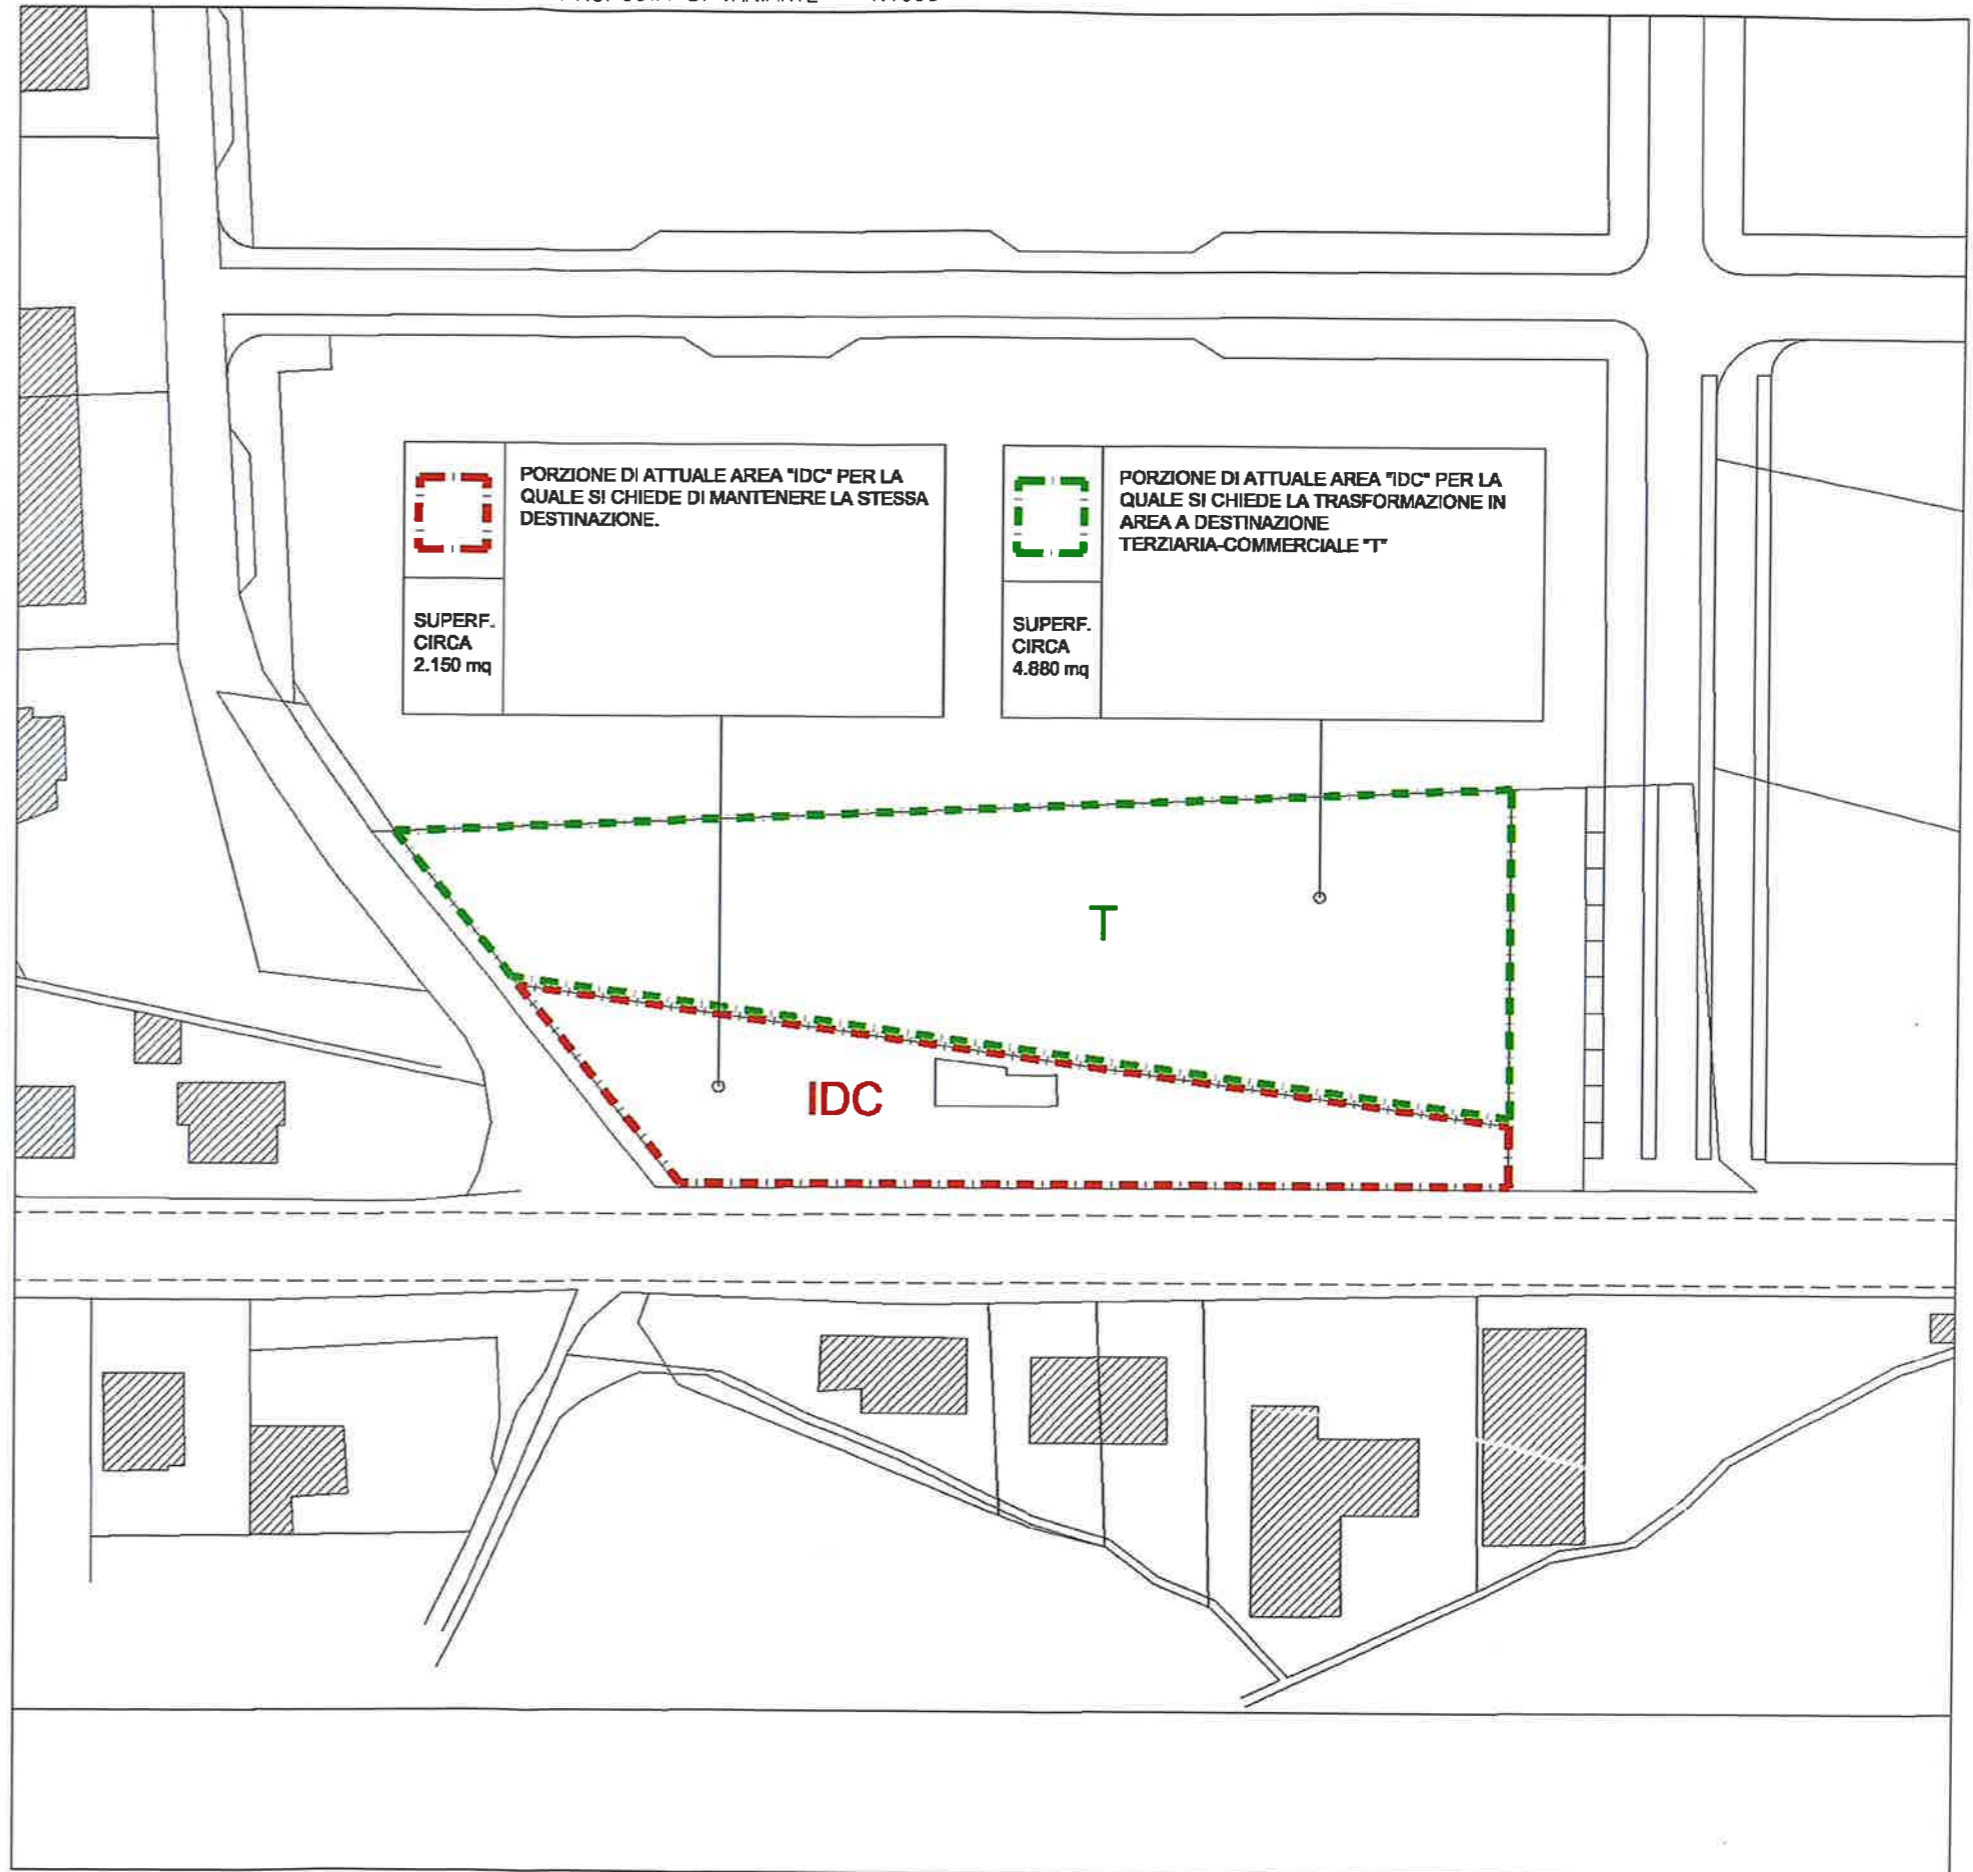 PORZIONE DI ATTUALE AREA "IDC" PER LA
QUALE SI CHIEDE DI MANTENERE LA STESSA
DESTINAZIONE.
SUPERF.
CIRCA
2.150 mq
PORZIONE DI ATTUALE AREA "IDC" PER LA
QUALE SI CHIEDE LA TRASFORMAZIONE IN
AREA A DESTINAZIONE
TERZIARIA-COMMERCIALE "T"
SUPERF.
CIRCA
4.880 mq
T
IDC